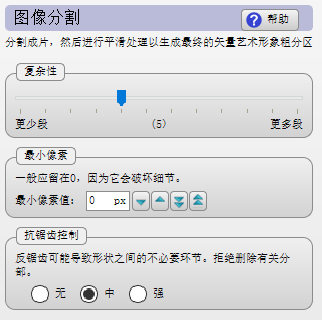 图像分割
帮助
分割成片，然后进行平滑处理以生成最终的矢量艺术形象粗分区
复杂性
更少段 (5) 更多段
最小像素
一般应留在0，因为它会破坏细节。
最小像素值： 0 px
抗锯齿控制
反锯齿可能导致形状之间的不必要环节。拒绝删除有关分
部。
无 中 强